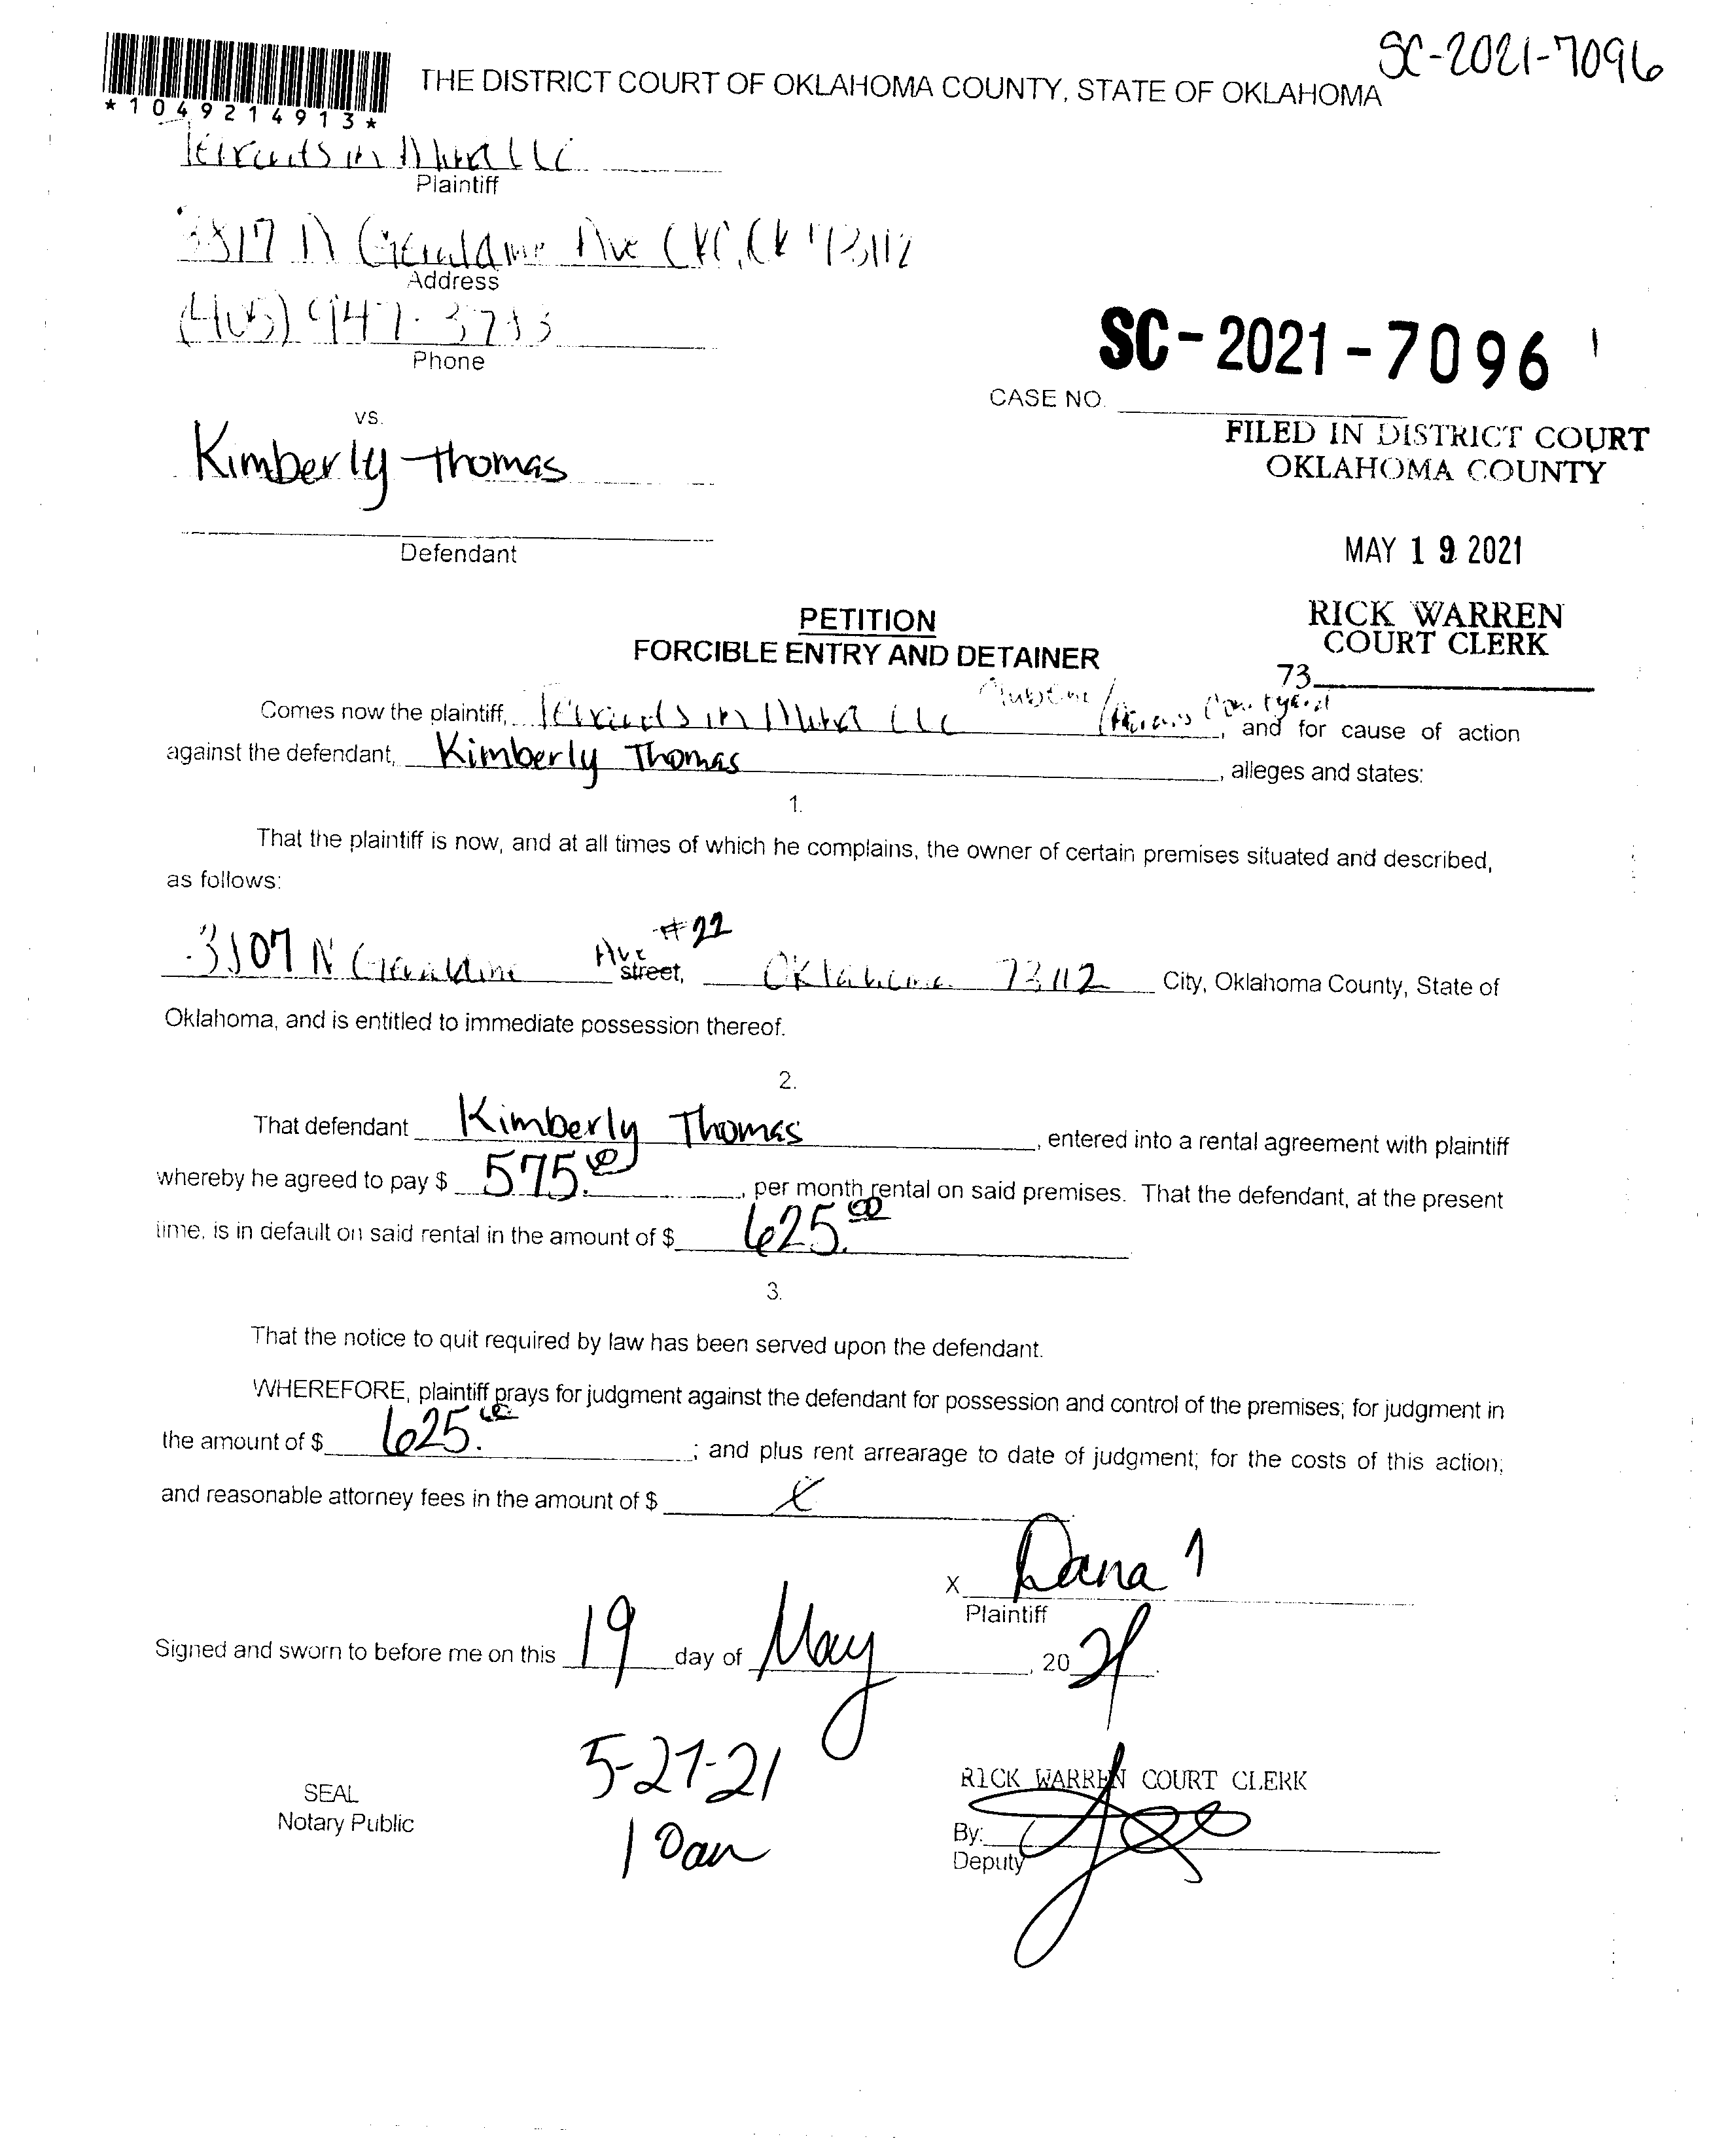 SC-2021-7096
*1049214913*
THE DISTRICT COURT OF OKLAHOMA COUNTY, STATE OF OKLAHOMA
in LLC
Plaintiff
N Geraldine Ave OKC, OK 73112
Address
(405) 947-3733
Phone
SC-2021-7096
CASE NO.
vs.
FILED IN DISTRICT COURT
OKLAHOMA COUNTY
Kimberly Thomas
Defendant
MAY 19 2021
PETITION
FORCIBLE ENTRY AND DETAINER
RICK WARREN
COURT CLERK
73
Comes now the plaintiff, in LLC Courtyard, and for cause of action
against the defendant, Kimberly Thomas, alleges and states:
1.
That the plaintiff is now, and at all times of which he complains, the owner of certain premises situated and described,
as follows:
N Geraldine Ave #22 street, Oklahoma 73112 City, Oklahoma County, State of
Oklahoma, and is entitled to immediate possession thereof.
2.
That defendant Kimberly Thomas, entered into a rental agreement with plaintiff
whereby he agreed to pay $ 575.00, per month rental on said premises. That the defendant, at the present
time, is in default on said rental in the amount of $ 625.00
3.
That the notice to quit required by law has been served upon the defendant.
WHEREFORE, plaintiff prays for judgment against the defendant for possession and control of the premises; for judgment in
the amount of $ 625.00; and plus rent arrearage to date of judgment; for the costs of this action;
and reasonable attorney fees in the amount of $
X Dana
Plaintiff
Signed and sworn to before me on this 19 day of May, 2021.
5-27-21
10am
SEAL
Notary Public
RICK WARREN COURT CLERK
By:
Deputy